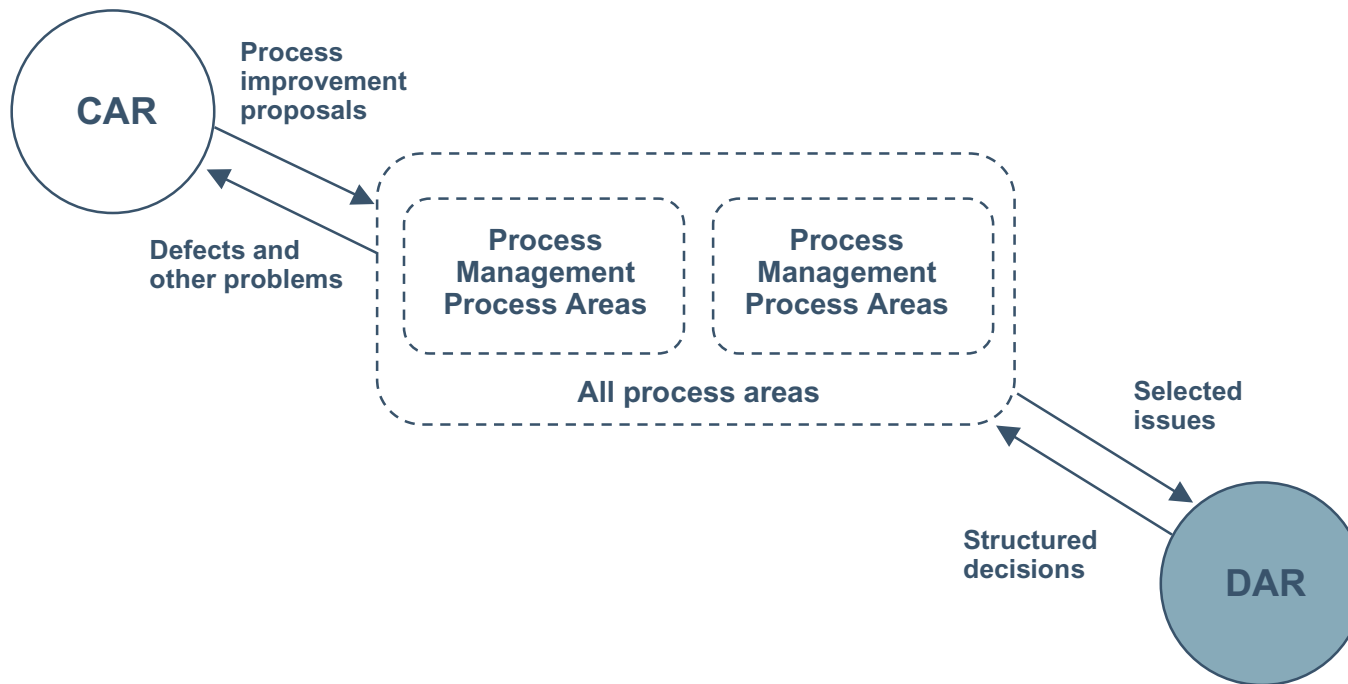 CAR
Process
improvement
proposals
Defects and
other problems
Process
Management
Process Areas
Process
Management
Process Areas
All process areas
Selected
issues
Structured
decisions
DAR